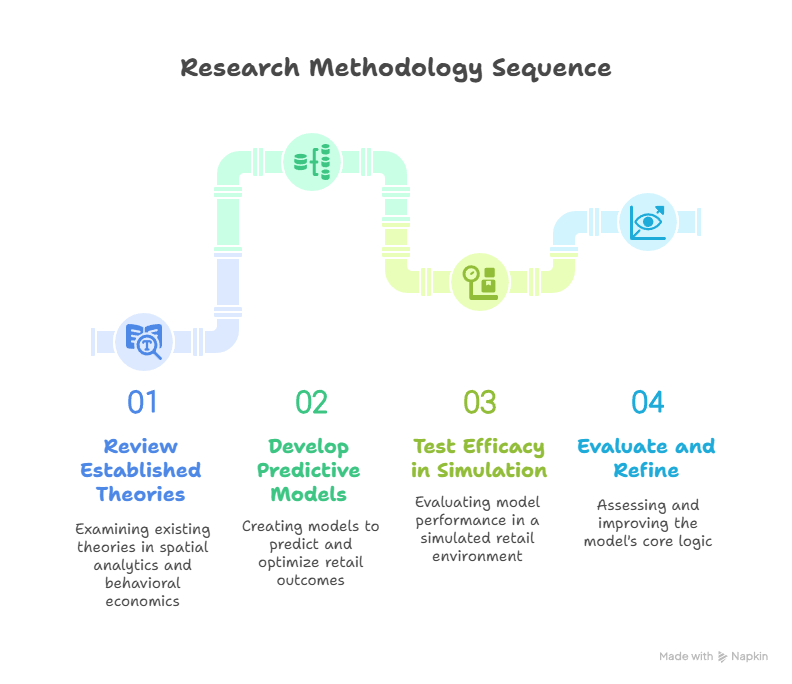 Research Methodology Sequence
01
Review
Established
Theories
Examining existing
theories in spatial
analytics and
behavioral
economics
02
Develop
Predictive
Models
Creating models to
predict and
optimize retail
outcomes
03
Test Efficacy
in Simulation
Evaluating model
performance in a
simulated retail
environment
04
Evaluate and
Refine
Assessing and
improving the
model's core logic
Made with Napkin